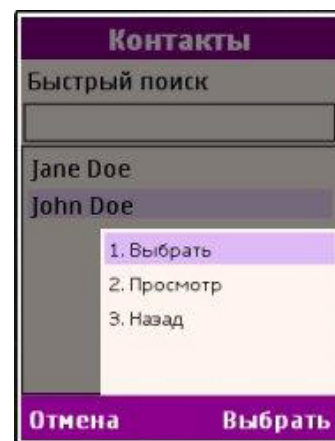 Контакты
Быстрый поиск
Jane Doe
John Doe
1. Выбрать
2. Просмотр
3. Назад
Отмена Выбрать